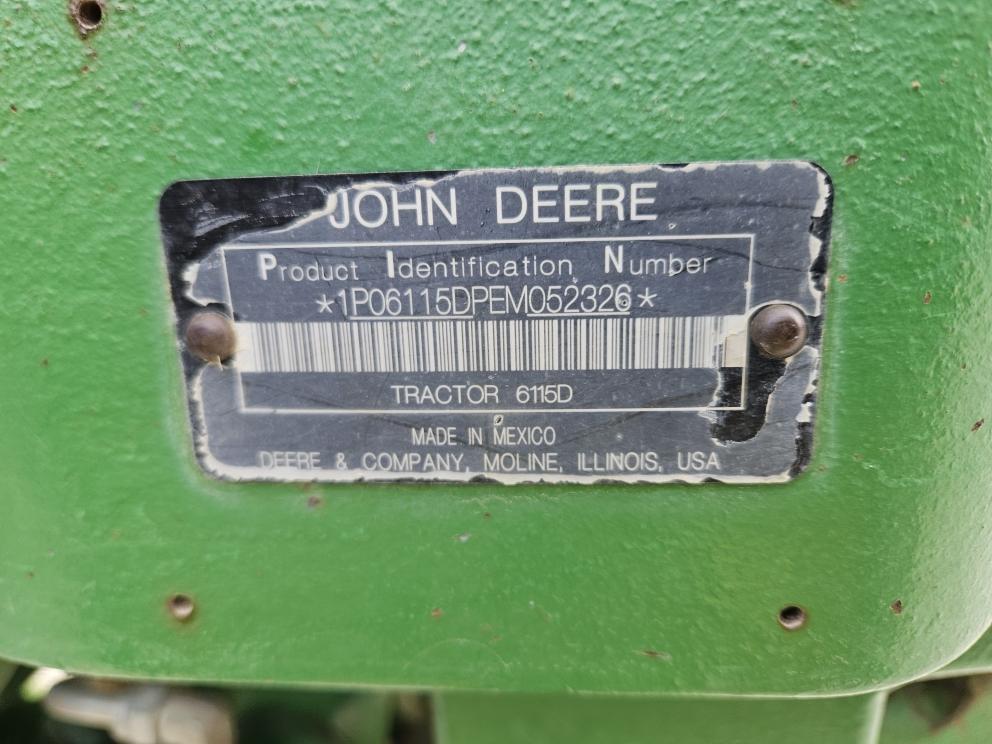 JOHN DEERE
Product Identification Number
*1P06115DPEM052326*
TRACTOR 6115D
MADE IN MEXICO
DEERE & COMPANY, MOLINE, ILLINOIS, USA